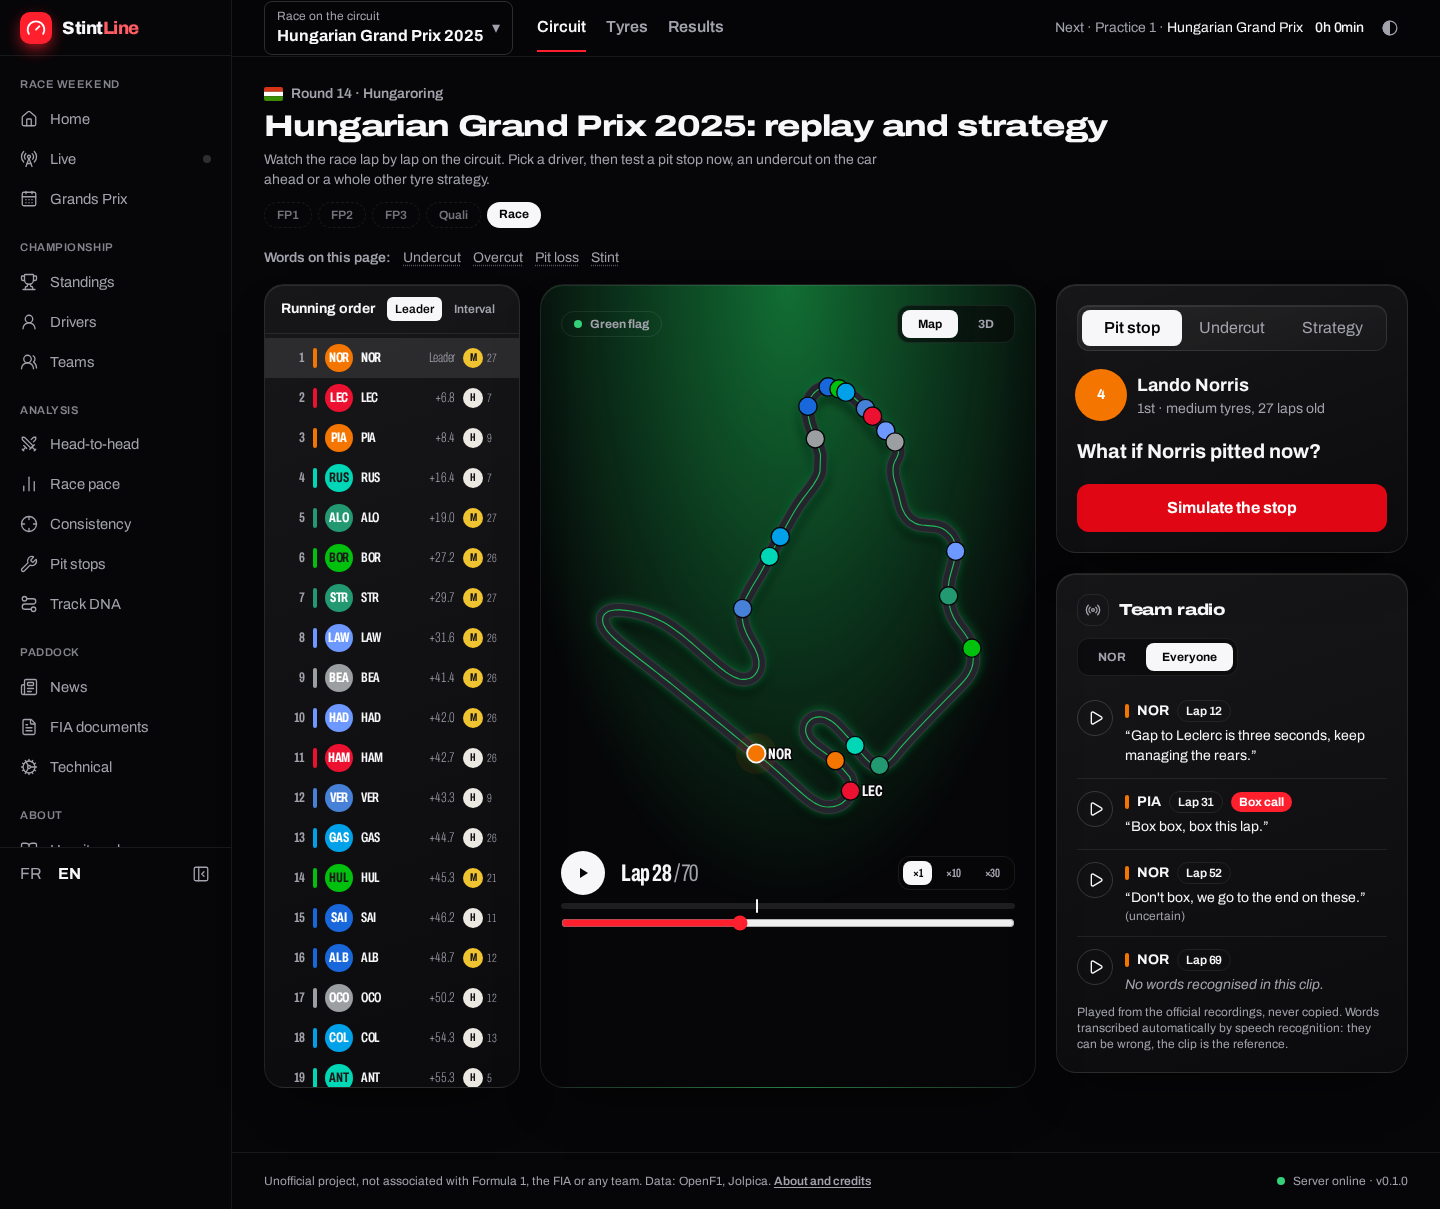 StintLine
RACE WEEKEND
Home
Live
Grands Prix
CHAMPIONSHIP
Standings
Drivers
Teams
ANALYSIS
Head-to-head
Race pace
Consistency
Pit stops
Track DNA
PADDOCK
News
FIA documents
Technical
ABOUT
FR EN
Race on the circuit
Hungarian Grand Prix 2025 ▾
Circuit Tyres Results
Next · Practice 1 · Hungarian Grand Prix 0h 0min
Round 14 · Hungaroring
Hungarian Grand Prix 2025: replay and strategy
Watch the race lap by lap on the circuit. Pick a driver, then test a pit stop now, an undercut on the car
ahead or a whole other tyre strategy.
FP1 FP2 FP3 Quali Race
Words on this page: Undercut Overcut Pit loss Stint
Running order Leader Interval
1 NOR NOR Leader M 27
2 LEC LEC +6.8 H 7
3 PIA PIA +8.4 H 9
4 RUS RUS +16.4 H 7
5 ALO ALO +19.0 M 27
6 BOR BOR +27.2 M 26
7 STR STR +29.7 M 27
8 LAW LAW +31.6 M 26
9 BEA BEA +41.4 M 26
10 HAD HAD +42.0 M 26
11 HAM HAM +42.7 H 26
12 VER VER +43.3 H 9
13 GAS GAS +44.7 H 26
14 HUL HUL +45.3 M 21
15 SAI SAI +46.2 H 11
16 ALB ALB +48.7 M 12
17 OCO OCO +50.2 H 12
18 COL COL +54.3 H 13
19 ANT ANT +55.3 H 5
Green flag
Map 3D
NOR
LEC
Lap 28/70
×1 ×10 ×30
Pit stop Undercut Strategy
4
Lando Norris
1st · medium tyres, 27 laps old
What if Norris pitted now?
Simulate the stop
Team radio
NOR Everyone
NOR Lap 12
“Gap to Leclerc is three seconds, keep
managing the rears.”
PIA Lap 31 Box call
“Box box, box this lap.”
NOR Lap 52
“Don't box, we go to the end on these.”
(uncertain)
NOR Lap 69
No words recognised in this clip.
Played from the official recordings, never copied. Words
transcribed automatically by speech recognition: they
can be wrong, the clip is the reference.
Unofficial project, not associated with Formula 1, the FIA or any team. Data: OpenF1, Jolpica. About and credits
Server online · v0.1.0